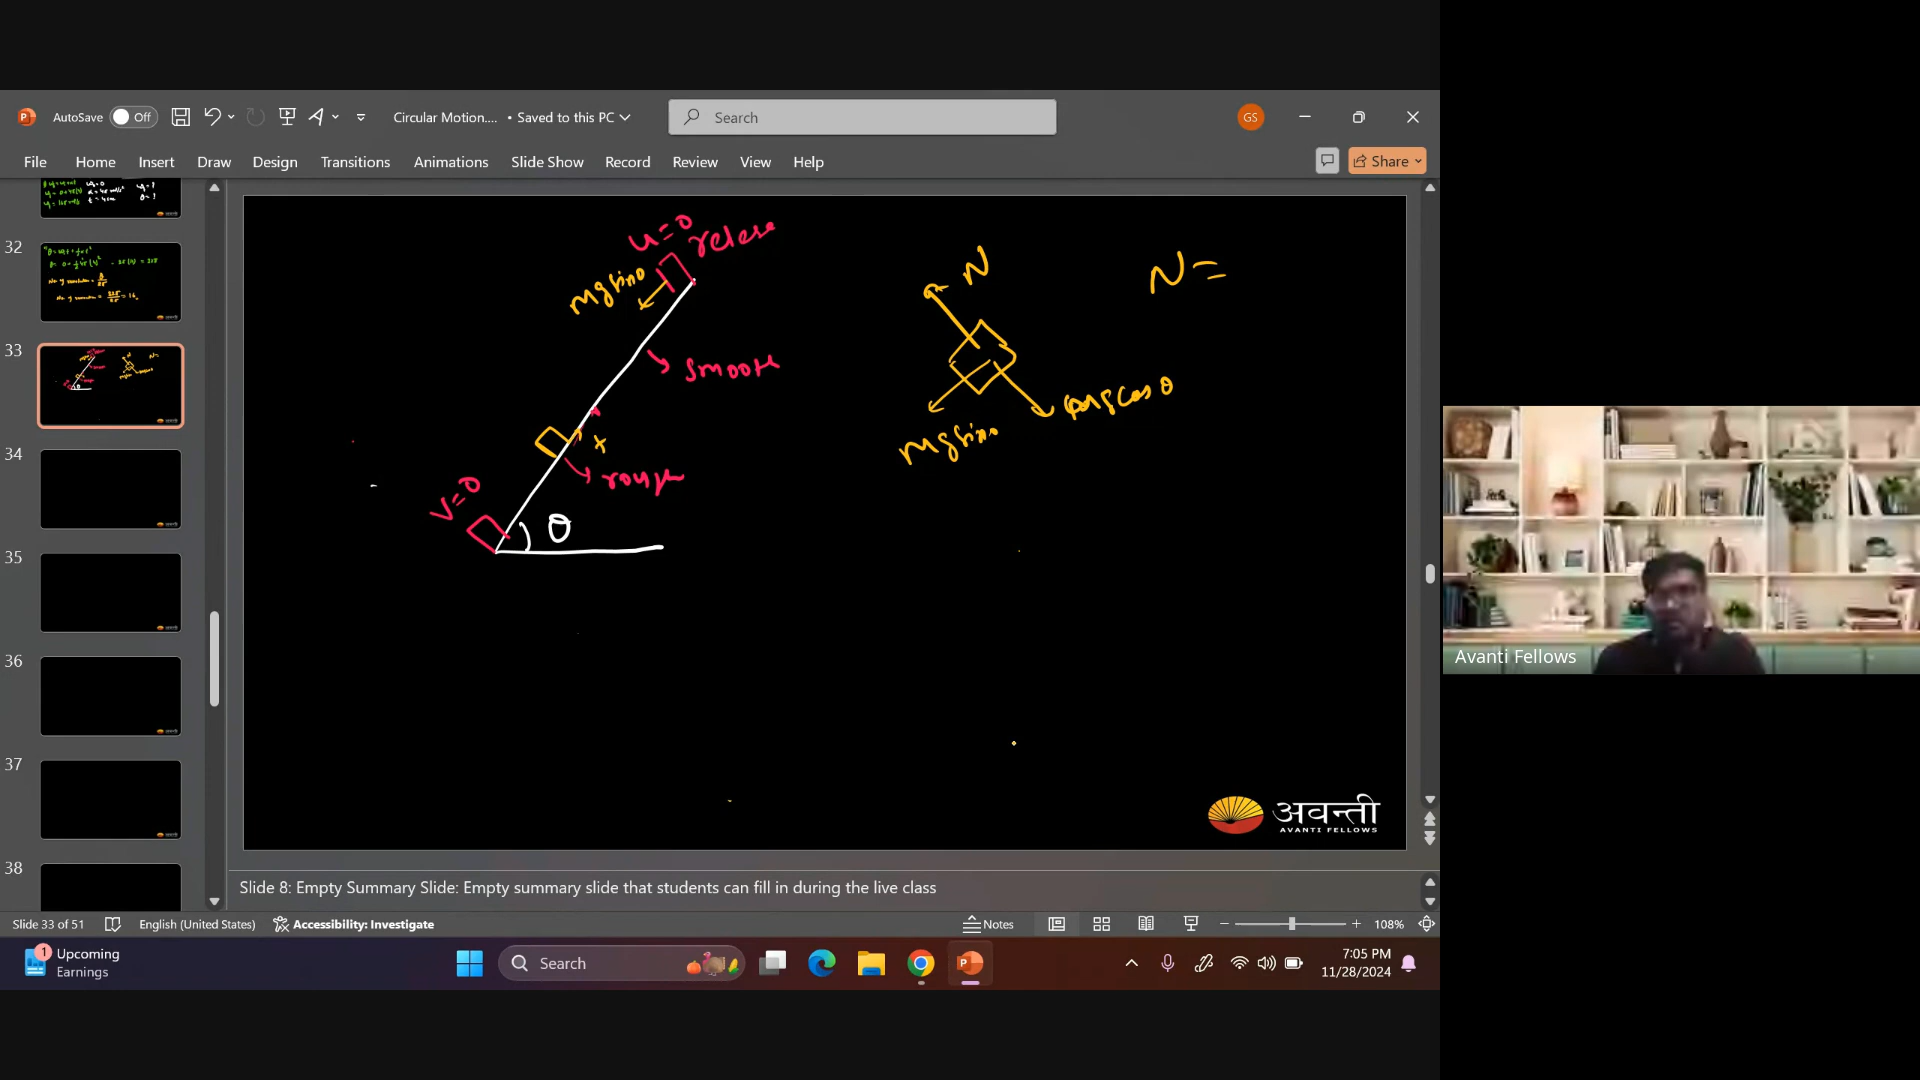 AutoSave Off Circular Motion.... • Saved to this PC Search GS
File Home Insert Draw Design Transitions Animations Slide Show Record Review View Help Share
32
33
34
35
36
37
38
u=0
release
mg sinθ
smooth
x
rough
v=0
θ
N
mg cos θ
mg sinθ
N=
अवन्ती
AVANTI FELLOWS
Avanti Fellows
Slide 8: Empty Summary Slide: Empty summary slide that students can fill in during the live class
Slide 33 of 51 English (United States) Accessibility: Investigate Notes 108%
1 Upcoming
Earnings
Search
7:05 PM
11/28/2024